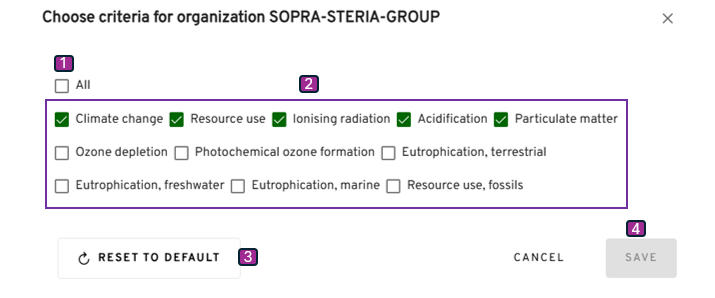 Choose criteria for organization SOPRA-STERIA-GROUP
1
All
2
Climate change Resource use Ionising radiation Acidification Particulate matter
Ozone depletion Photochemical ozone formation Eutrophication, terrestrial
Eutrophication, freshwater Eutrophication, marine Resource use, fossils
4
RESET TO DEFAULT 3 CANCEL SAVE